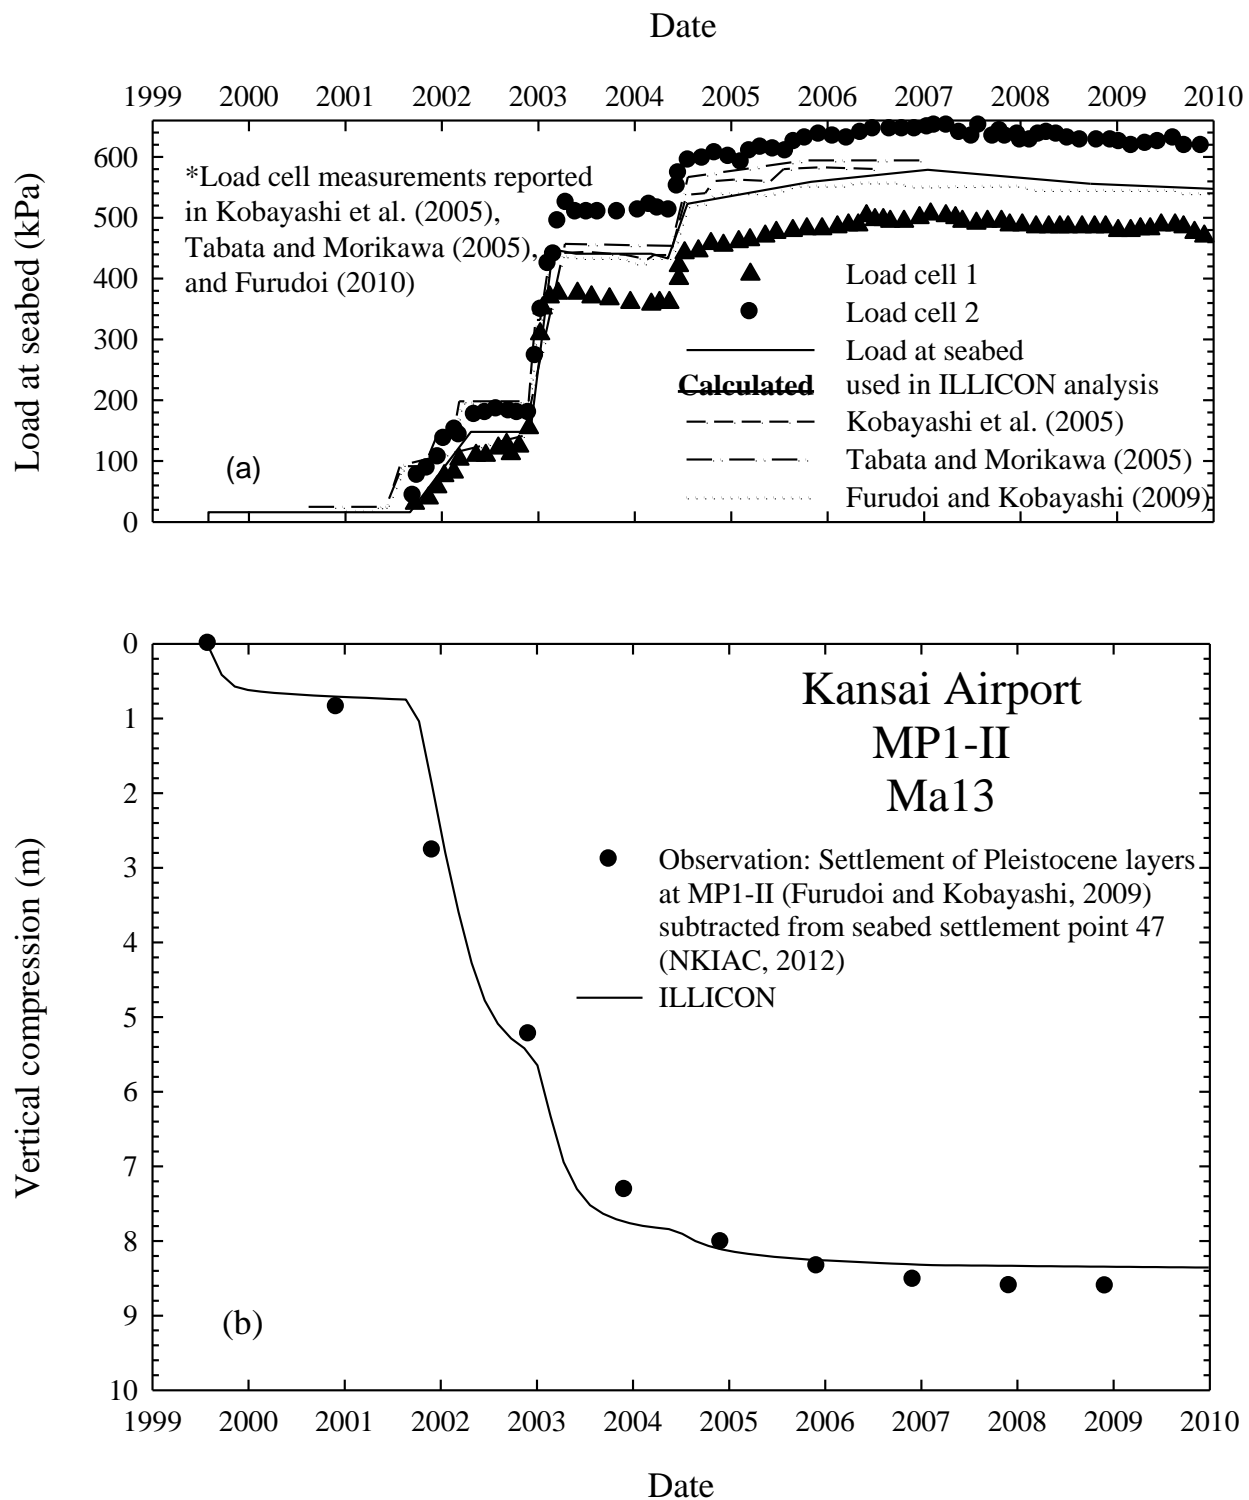 Date
1999 2000 2001 2002 2003 2004 2005 2006 2007 2008 2009 2010
Load at seabed (kPa)
600
500
400
300
200
100
0
*Load cell measurements reported
in Kobayashi et al. (2005),
Tabata and Morikawa (2005),
and Furudoi (2010)
(a)
Load cell 1
Load cell 2
Load at seabed
Calculated used in ILLICON analysis
Kobayashi et al. (2005)
Tabata and Morikawa (2005)
Furudoi and Kobayashi (2009)
Vertical compression (m)
0
1
2
3
4
5
6
7
8
9
10
Kansai Airport
MP1-II
Ma13
Observation: Settlement of Pleistocene layers
at MP1-II (Furudoi and Kobayashi, 2009)
subtracted from seabed settlement point 47
(NKIAC, 2012)
ILLICON
(b)
1999 2000 2001 2002 2003 2004 2005 2006 2007 2008 2009 2010
Date